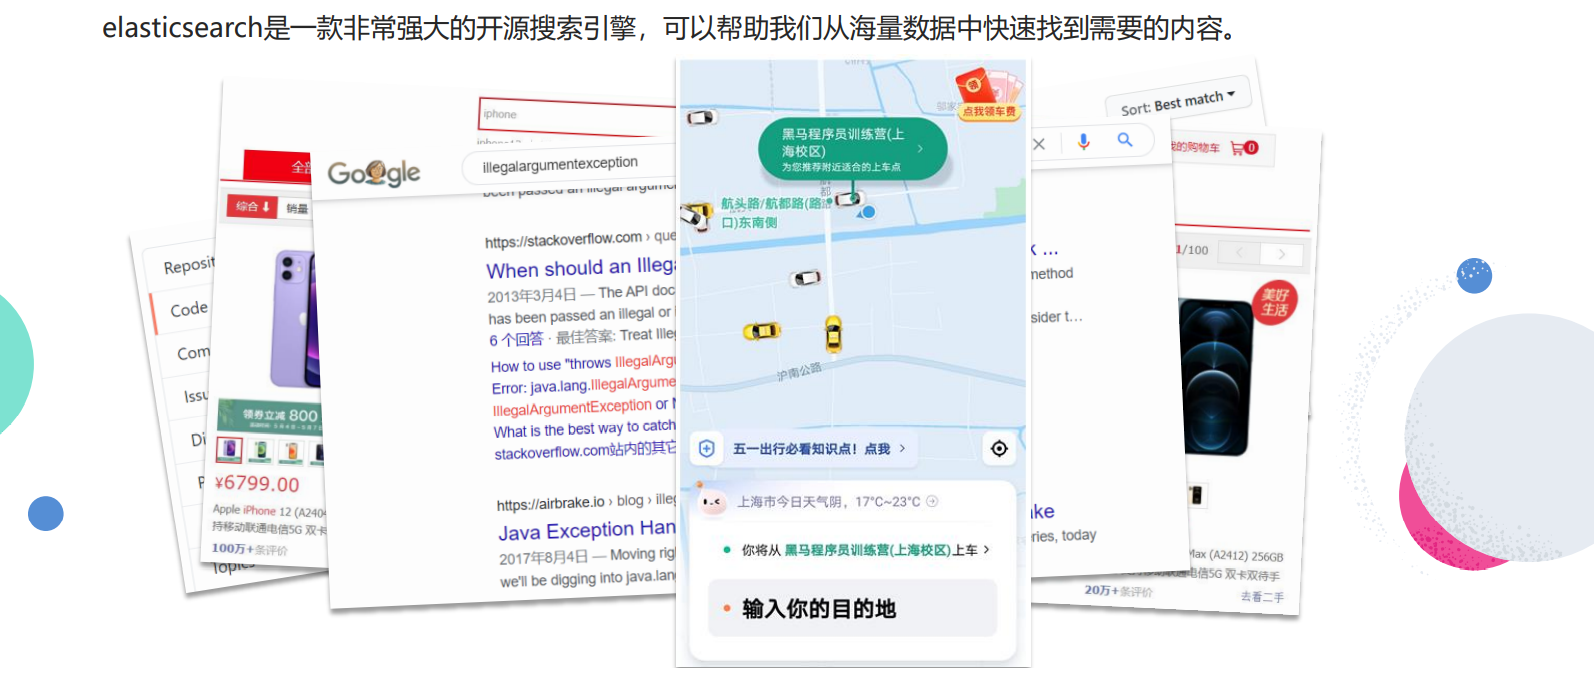 elasticsearch是一款非常强大的开源搜索引擎，可以帮助我们从海量数据中快速找到需要的内容。
Reposit
Code
Com
Issu
Di
Topics
iphone
综合
销量
领券立减 800
¥6799.00
Apple iPhone 12 (A2404
持移动联通电信5G 双卡
100万+条评价
Google
illegalargumentexception
been passed an illegal argumen
https://stackoverflow.com › que
When should an Illega
2013年3月4日 — The API doc
has been passed an illegal or i
6 个回答 · 最佳答案: Treat Ille
How to use "throws IllegalArgu
Error: java.lang.IllegalArgume
IllegalArgumentException or N
What is the best way to catch
stackoverflow.com站内的其它
https://airbrake.io › blog › illeg
Java Exception Han
2017年8月4日 — Moving righ
we'll be digging into java.lang
点我领车费
黑马程序员训练营(上
海校区)
为您推荐附近适合的上车点
航头路/航都路(路
口)东南侧
沪南公路
五一出行必看知识点！点我
上海市今日天气阴，17°C~23°C
你将从 黑马程序员训练营(上海校区)上车
输入你的目的地
k ...
method
sider t...
ake
ries, today
Sort: Best match
我的购物车
0
1/100
美好
生活
Max (A2412) 256GB
移动联通电信5G 双卡双待手
20万+条评价
去看二手